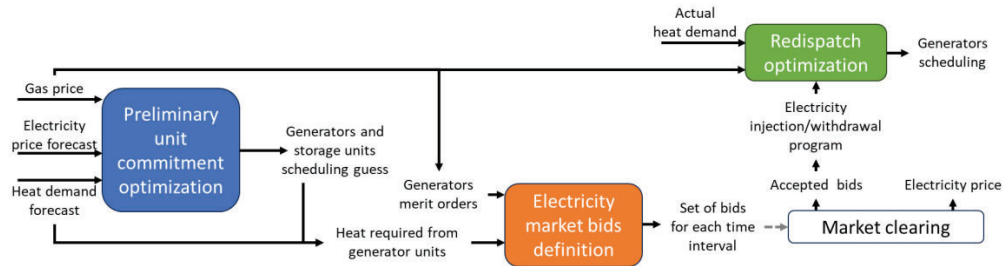 Actual
heat demand
Redispatch
optimization
Generators
scheduling
Gas price
Electricity
price forecast
Heat demand
forecast
Preliminary
unit
commitment
optimization
Generators and
storage units
scheduling guess
Electricity
injection/withdrawal
program
Generators
merit orders
Heat required from
generator units
Electricity
market bids
definition
Set of bids
for each time
interval
Accepted bids
Electricity price
Market clearing